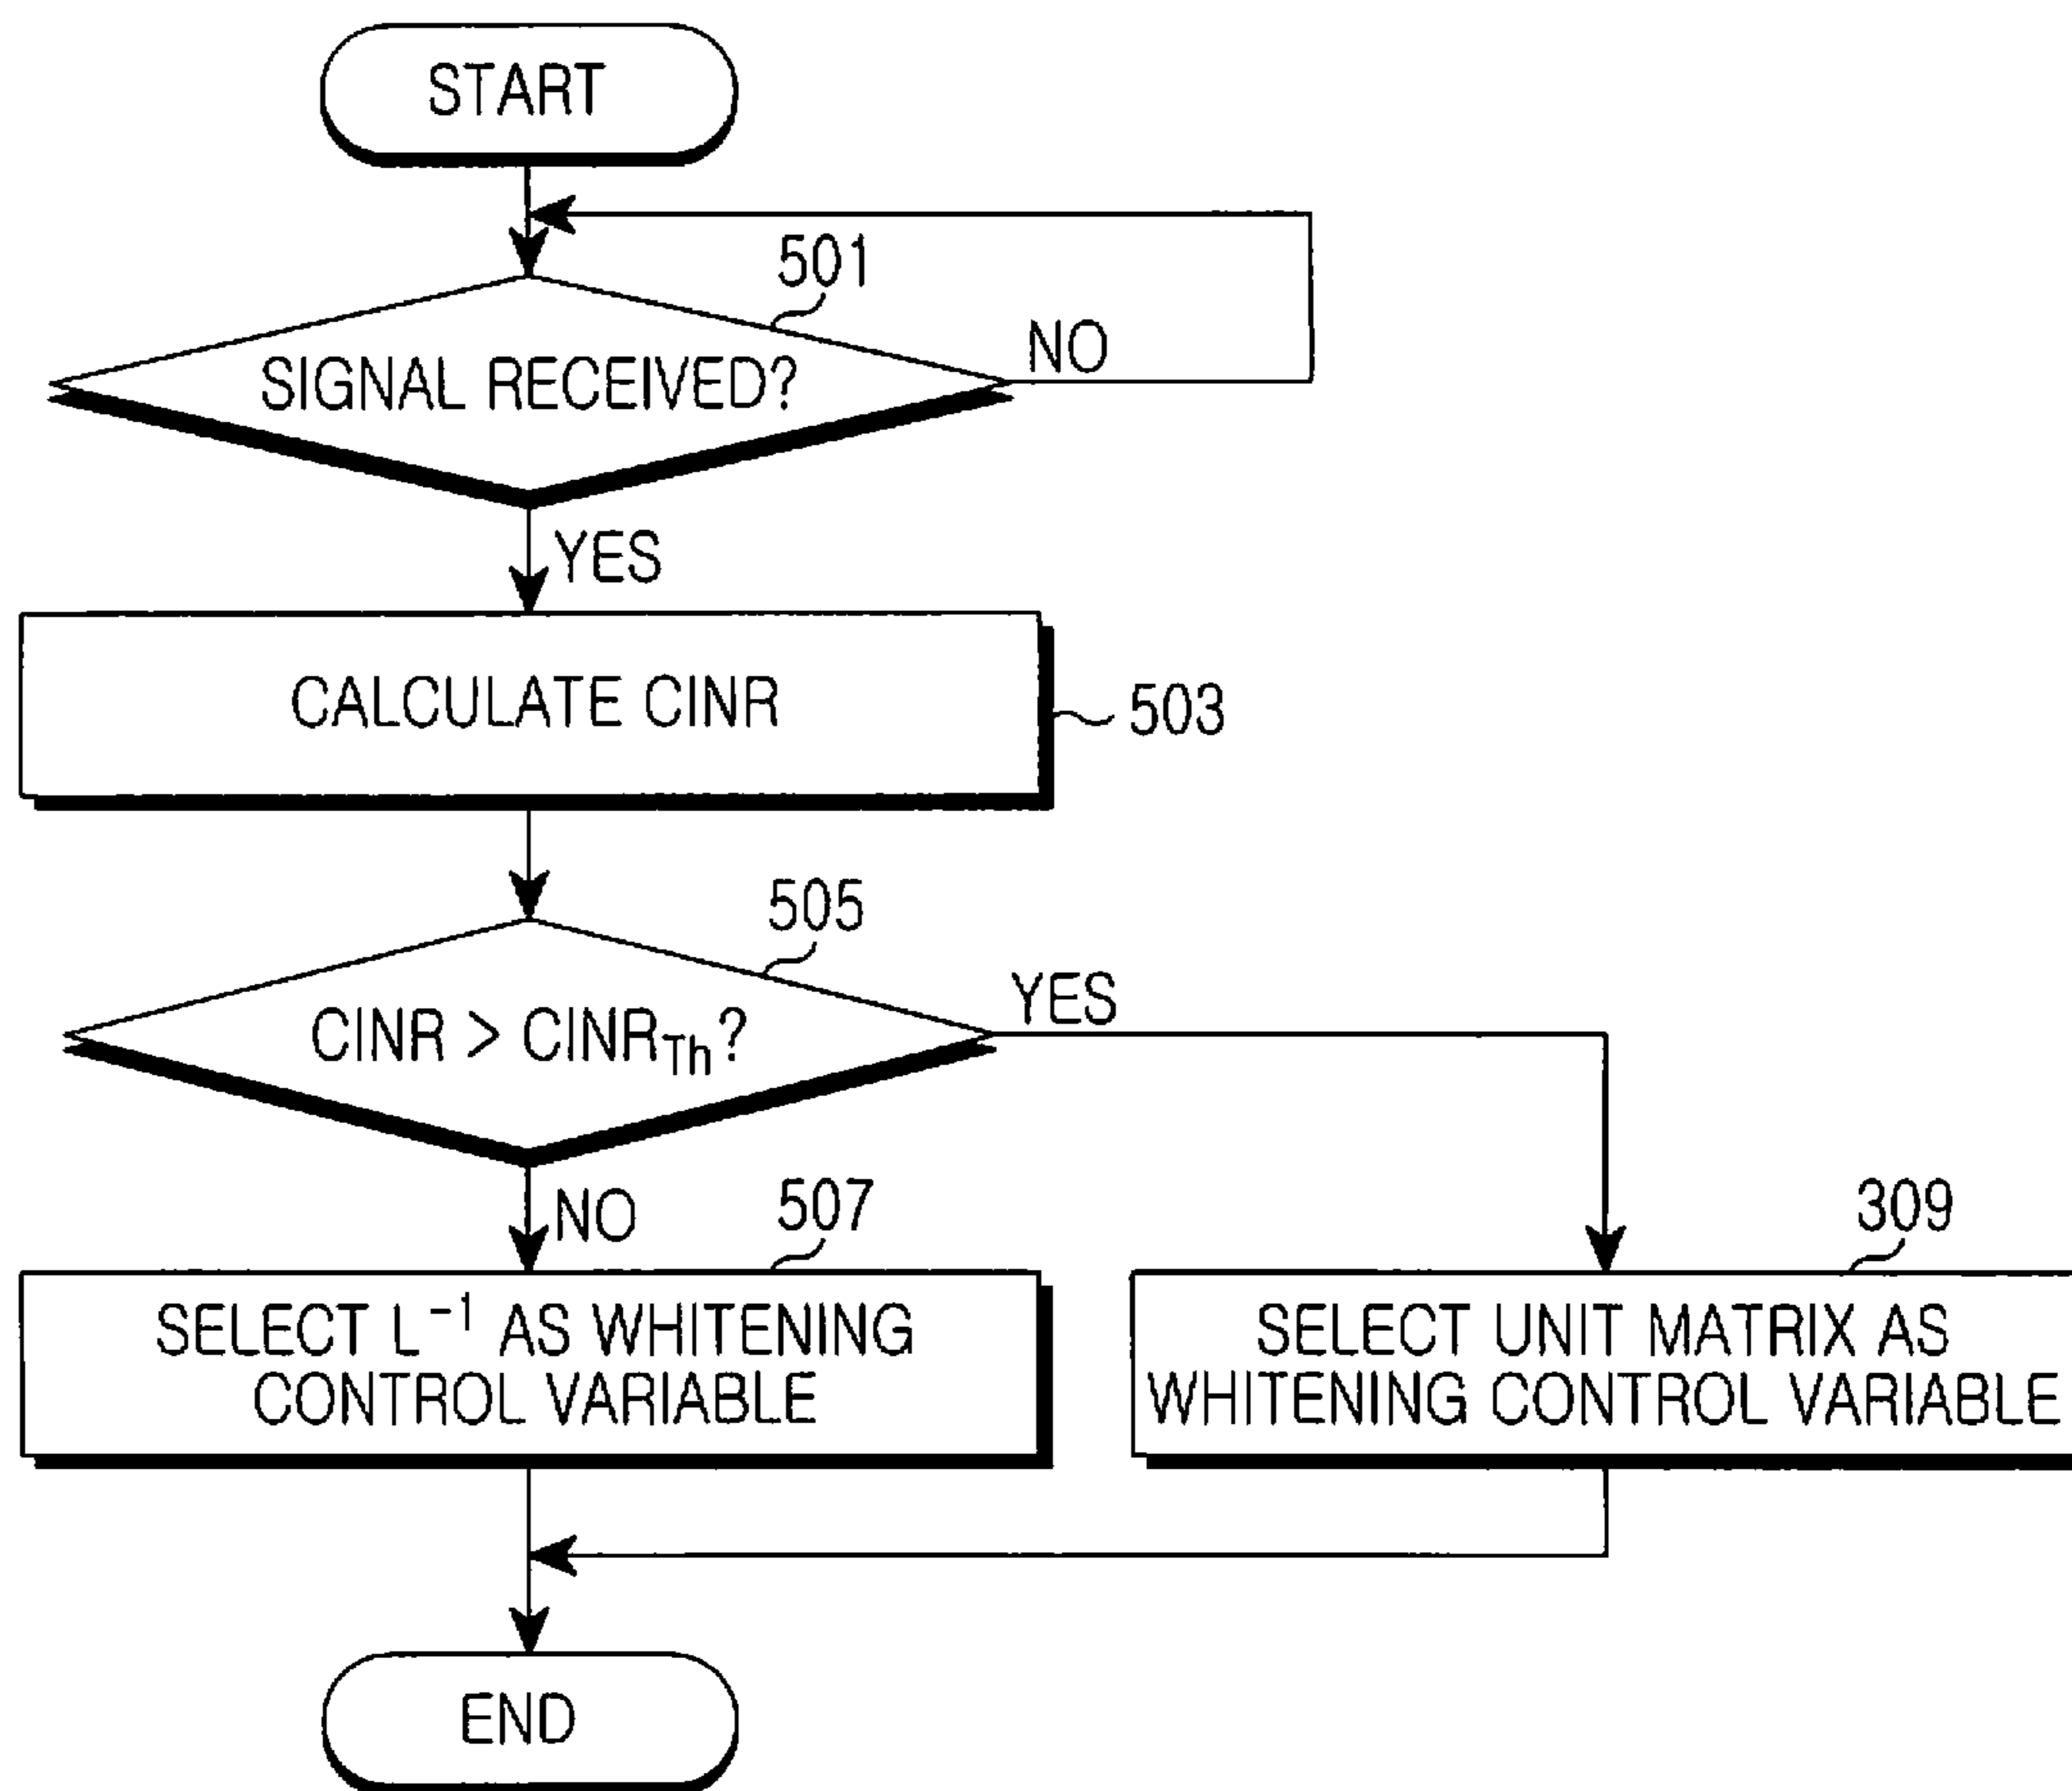 START
501
NO
SIGNAL RECEIVED?
YES
CALCULATE CINR
503
505
YES
CINR > CINR_Th?
NO
507
309
SELECT L⁻¹ AS WHITENING
CONTROL VARIABLE
SELECT UNIT MATRIX AS
WHITENING CONTROL VARIABLE
END